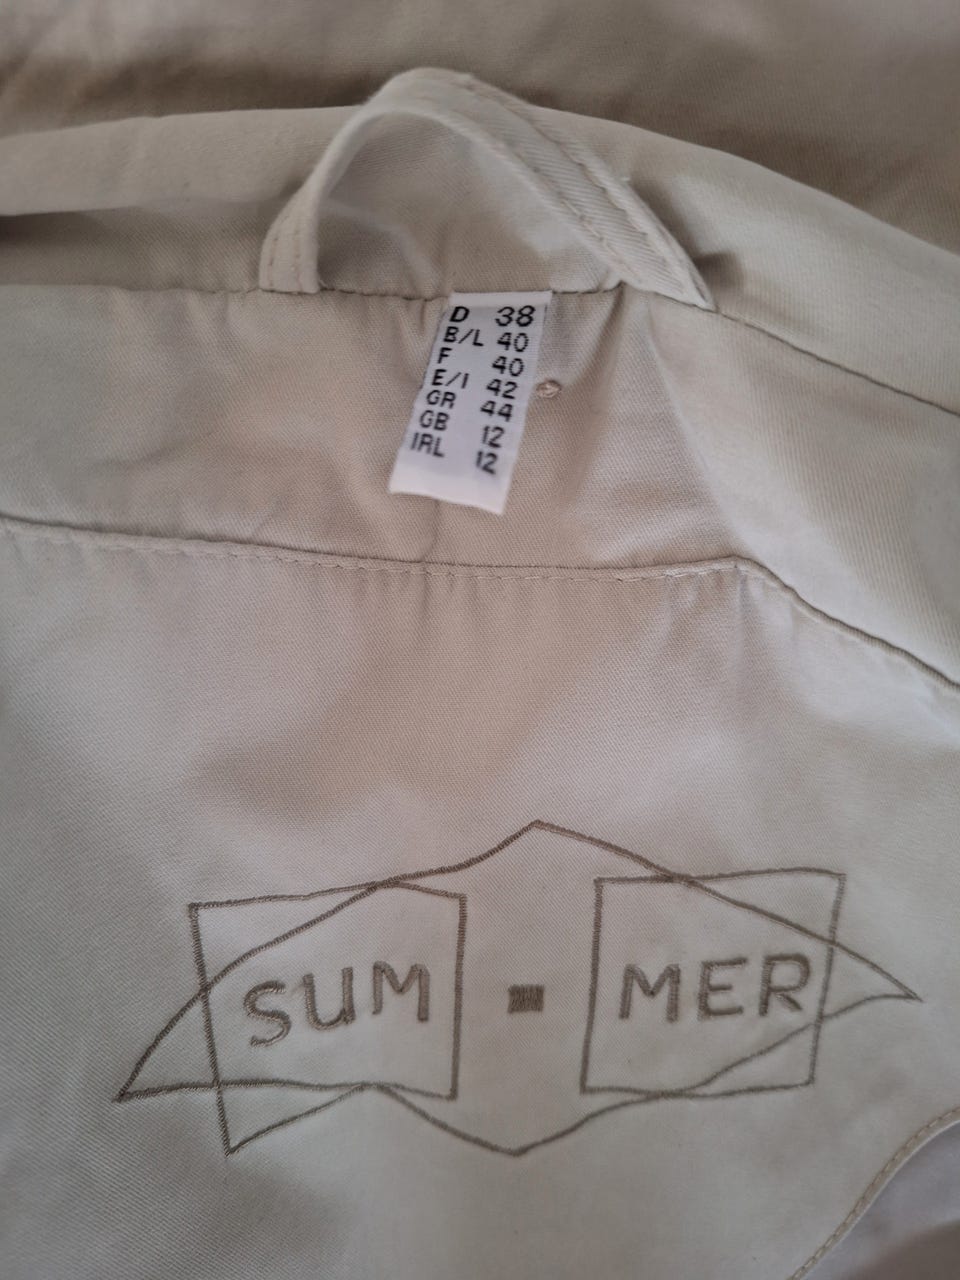 D 38
B/L 40
F 40
E/I 42
GR 44
GB 12
IRL 12
SUM - MER